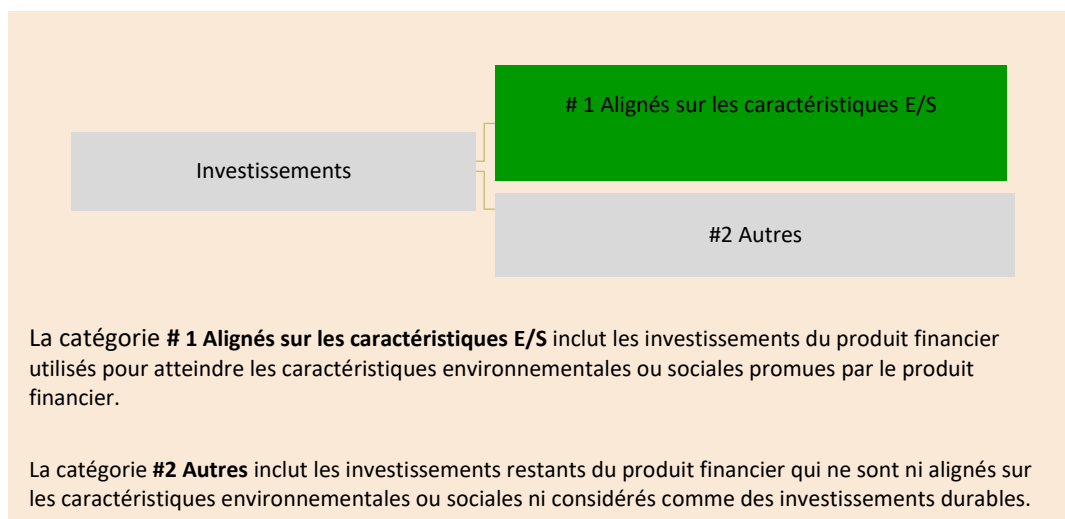 # 1 Alignés sur les caractéristiques E/S
Investissements
#2 Autres
La catégorie # 1 Alignés sur les caractéristiques E/S inclut les investissements du produit financier
utilisés pour atteindre les caractéristiques environnementales ou sociales promues par le produit
financier.
La catégorie #2 Autres inclut les investissements restants du produit financier qui ne sont ni alignés sur
les caractéristiques environnementales ou sociales ni considérés comme des investissements durables.